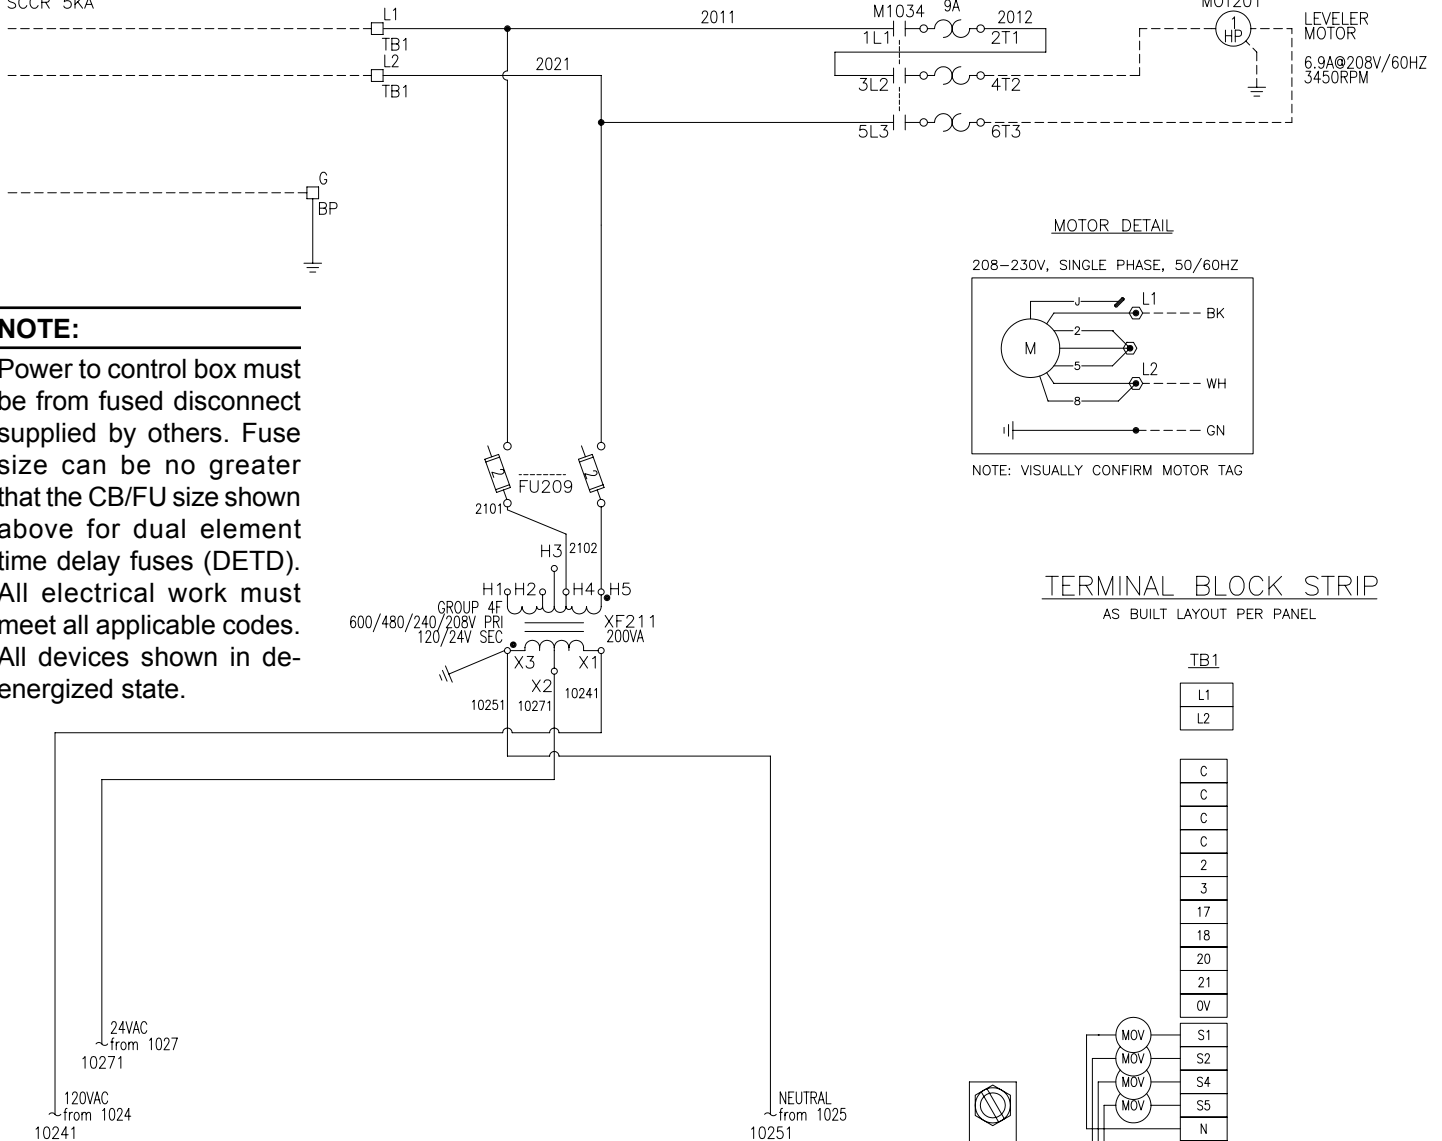 SCCR 5KA
L1
TB1
L2
TB1
2011
2021
M1034
9A
2012
1L1
2T1
3L2
4T2
5L3
6T3
MOT201
1
HP
LEVELER
MOTOR
6.9A@208V/60HZ
3450RPM
G
BP
NOTE:
Power to control box must
be from fused disconnect
supplied by others. Fuse
size can be no greater
that the CB/FU size shown
above for dual element
time delay fuses (DETD).
All electrical work must
meet all applicable codes.
All devices shown in de-
energized state.
MOTOR DETAIL
208-230V, SINGLE PHASE, 50/60HZ
J
L1
BK
M
2
5
L2
WH
8
GN
NOTE: VISUALLY CONFIRM MOTOR TAG
2
FU209
2
2101
H3
2102
H1 H2 H4 H5
GROUP 4F
600/480/240/208V PRI
120/24V SEC
XF211
200VA
X3
X1
X2
10251
10271
10241
TERMINAL BLOCK STRIP
AS BUILT LAYOUT PER PANEL
TB1
L1
L2
C
C
C
C
2
3
17
18
20
21
0V
MOV S1
MOV S2
MOV S4
MOV S5
N
24VAC
from 1027
10271
120VAC
from 1024
10241
NEUTRAL
from 1025
10251